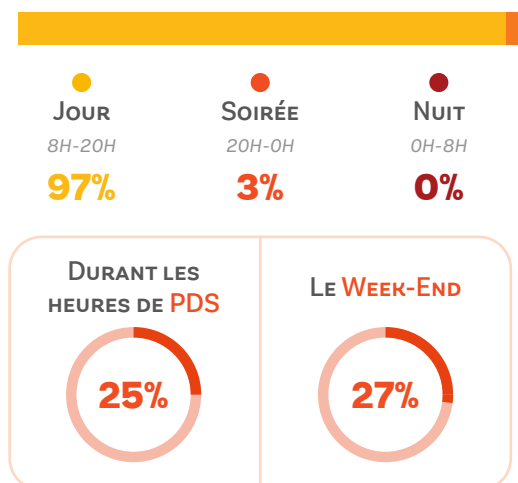 Jour
Soirée
Nuit
8H-20H
20H-0H
0H-8H
97%
3%
0%
Durant les
heures de PDS
Le Week-End
25%
27%